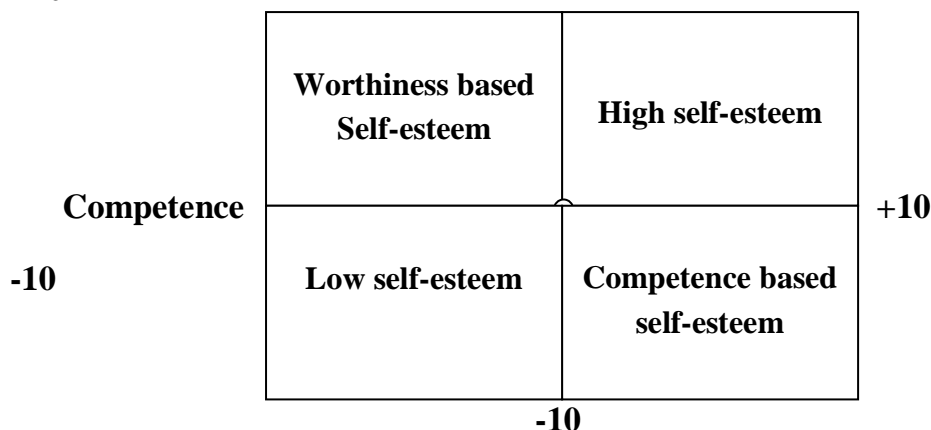 Worthiness based
Self-esteem
High self-esteem
Competence
+10
-10
Low self-esteem
Competence based
self-esteem
-10